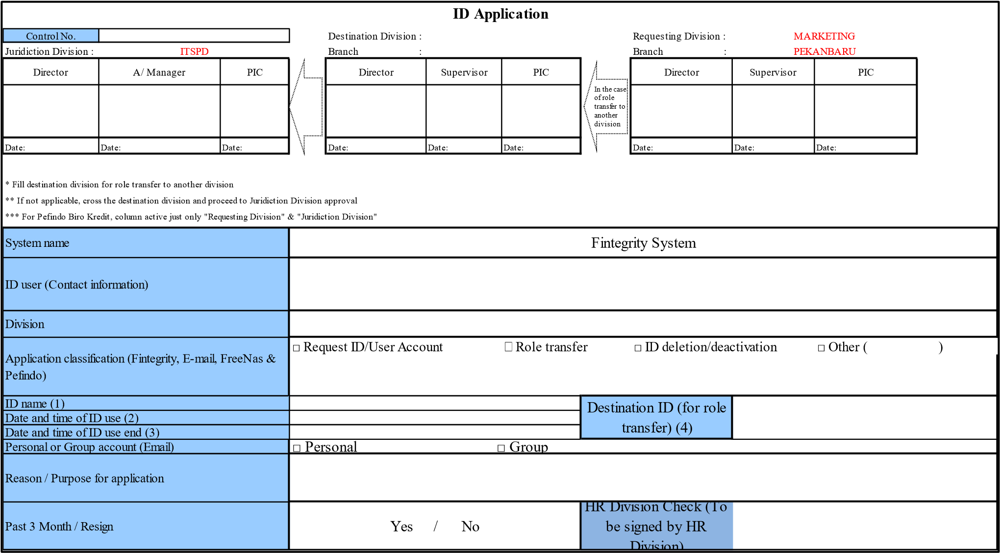 ID Application
Control No.
Destination Division :
Requesting Division : MARKETING
Juridiction Division : ITSPD
Branch :
Branch : PEKANBARU
Director A/ Manager PIC
Director Supervisor PIC
Director Supervisor PIC
In the case
of role
transfer to
another
division
Date: Date: Date:
Date: Date: Date:
Date: Date: Date:
* Fill destination division for role transfer to another division
** If not applicable, cross the destination division and proceed to Juridiction Division approval
*** For Pefindo Biro Kredit, column active just only "Requesting Division" & "Juridiction Division"
System name
Fintegrity System
ID user (Contact information)
Division
Application classification (Fintegrity, E-mail, FreeNas &
Pefindo)
□ Request ID/User Account □ Role transfer □ ID deletion/deactivation □ Other ( )
ID name (1)
Date and time of ID use (2)
Date and time of ID use end (3)
Destination ID (for role
transfer) (4)
Personal or Group account (Email)
□ Personal □ Group
Reason / Purpose for application
Past 3 Month / Resign
Yes / No
HR Division Check (To
be signed by HR
Division)